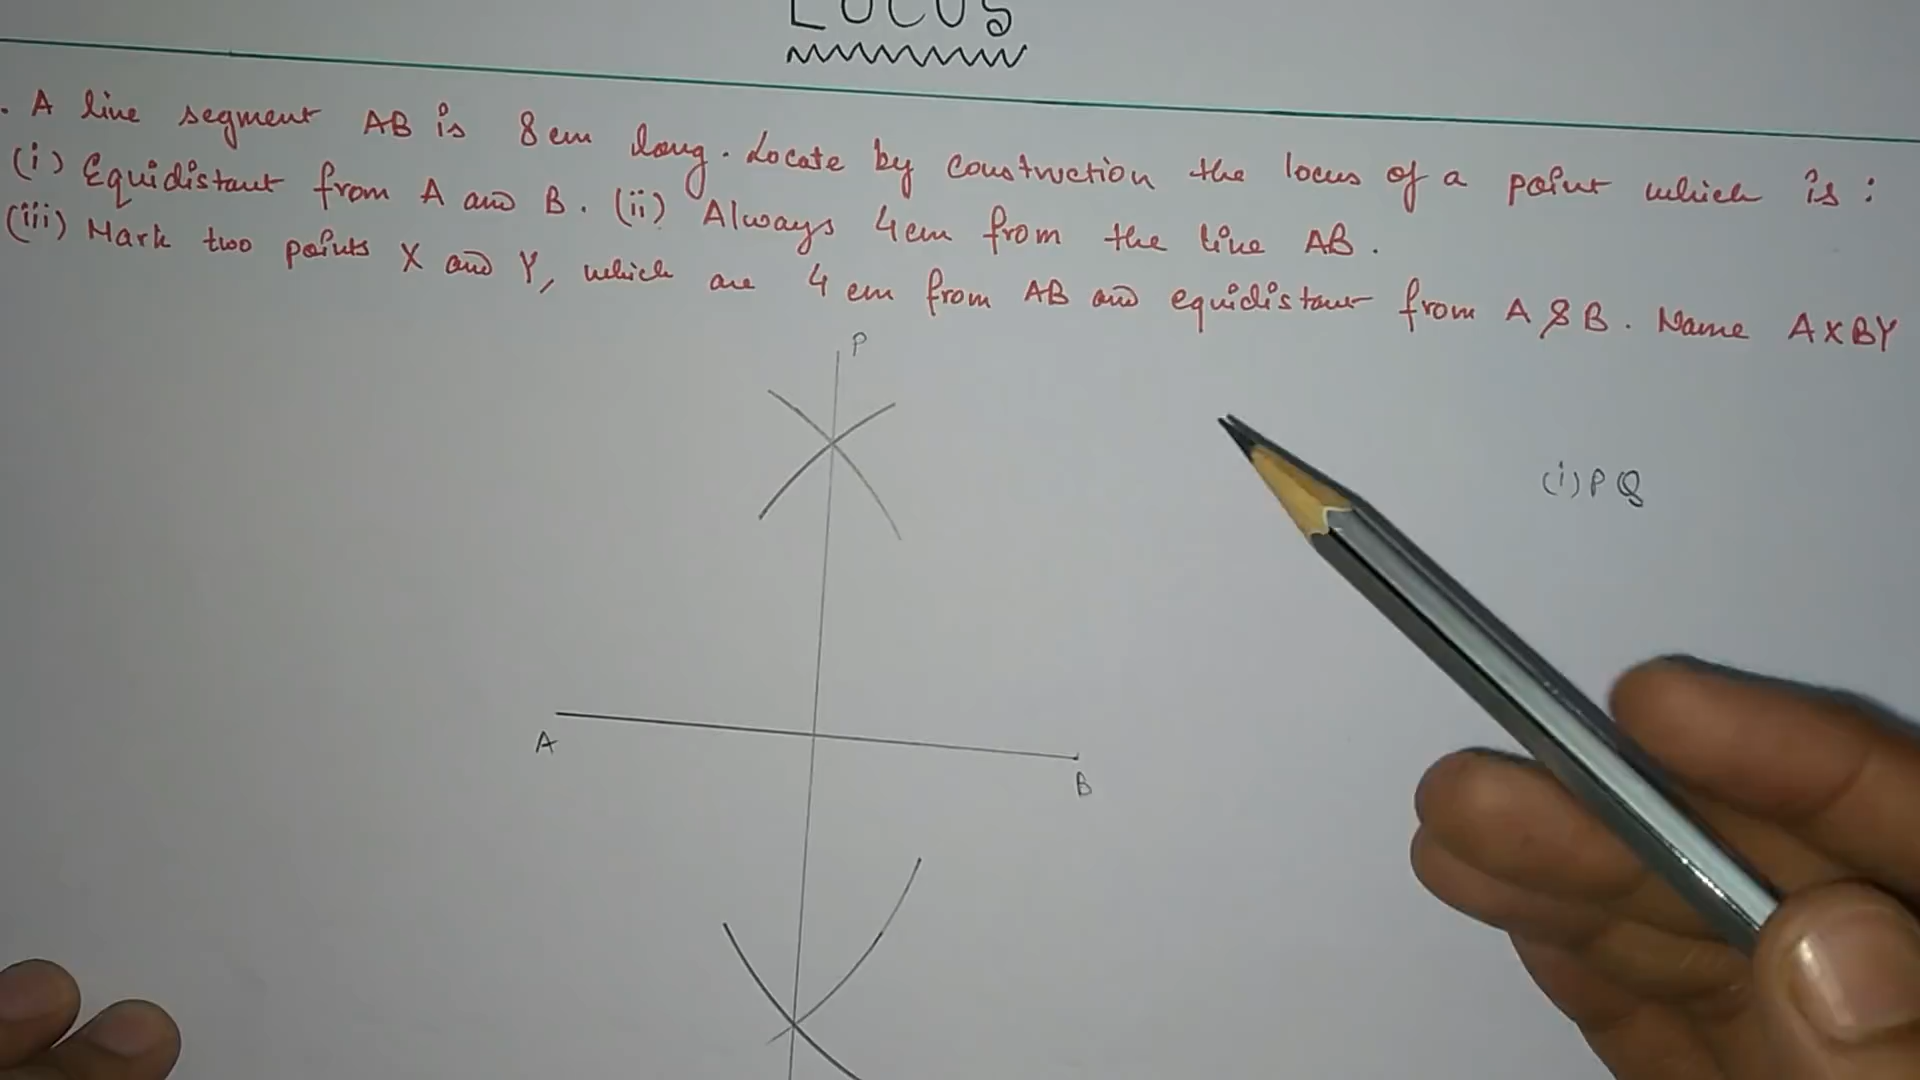 LOCUS
. A line segment AB is 8 cm long. Locate by construction the locus of a point which is :
(i) Equidistant from A and B. (ii) Always 4 cm from the line AB.
(iii) Mark two points X and Y, which are 4 cm from AB and equidistant from A & B. Name AXBY
P
(i) PQ
A
B